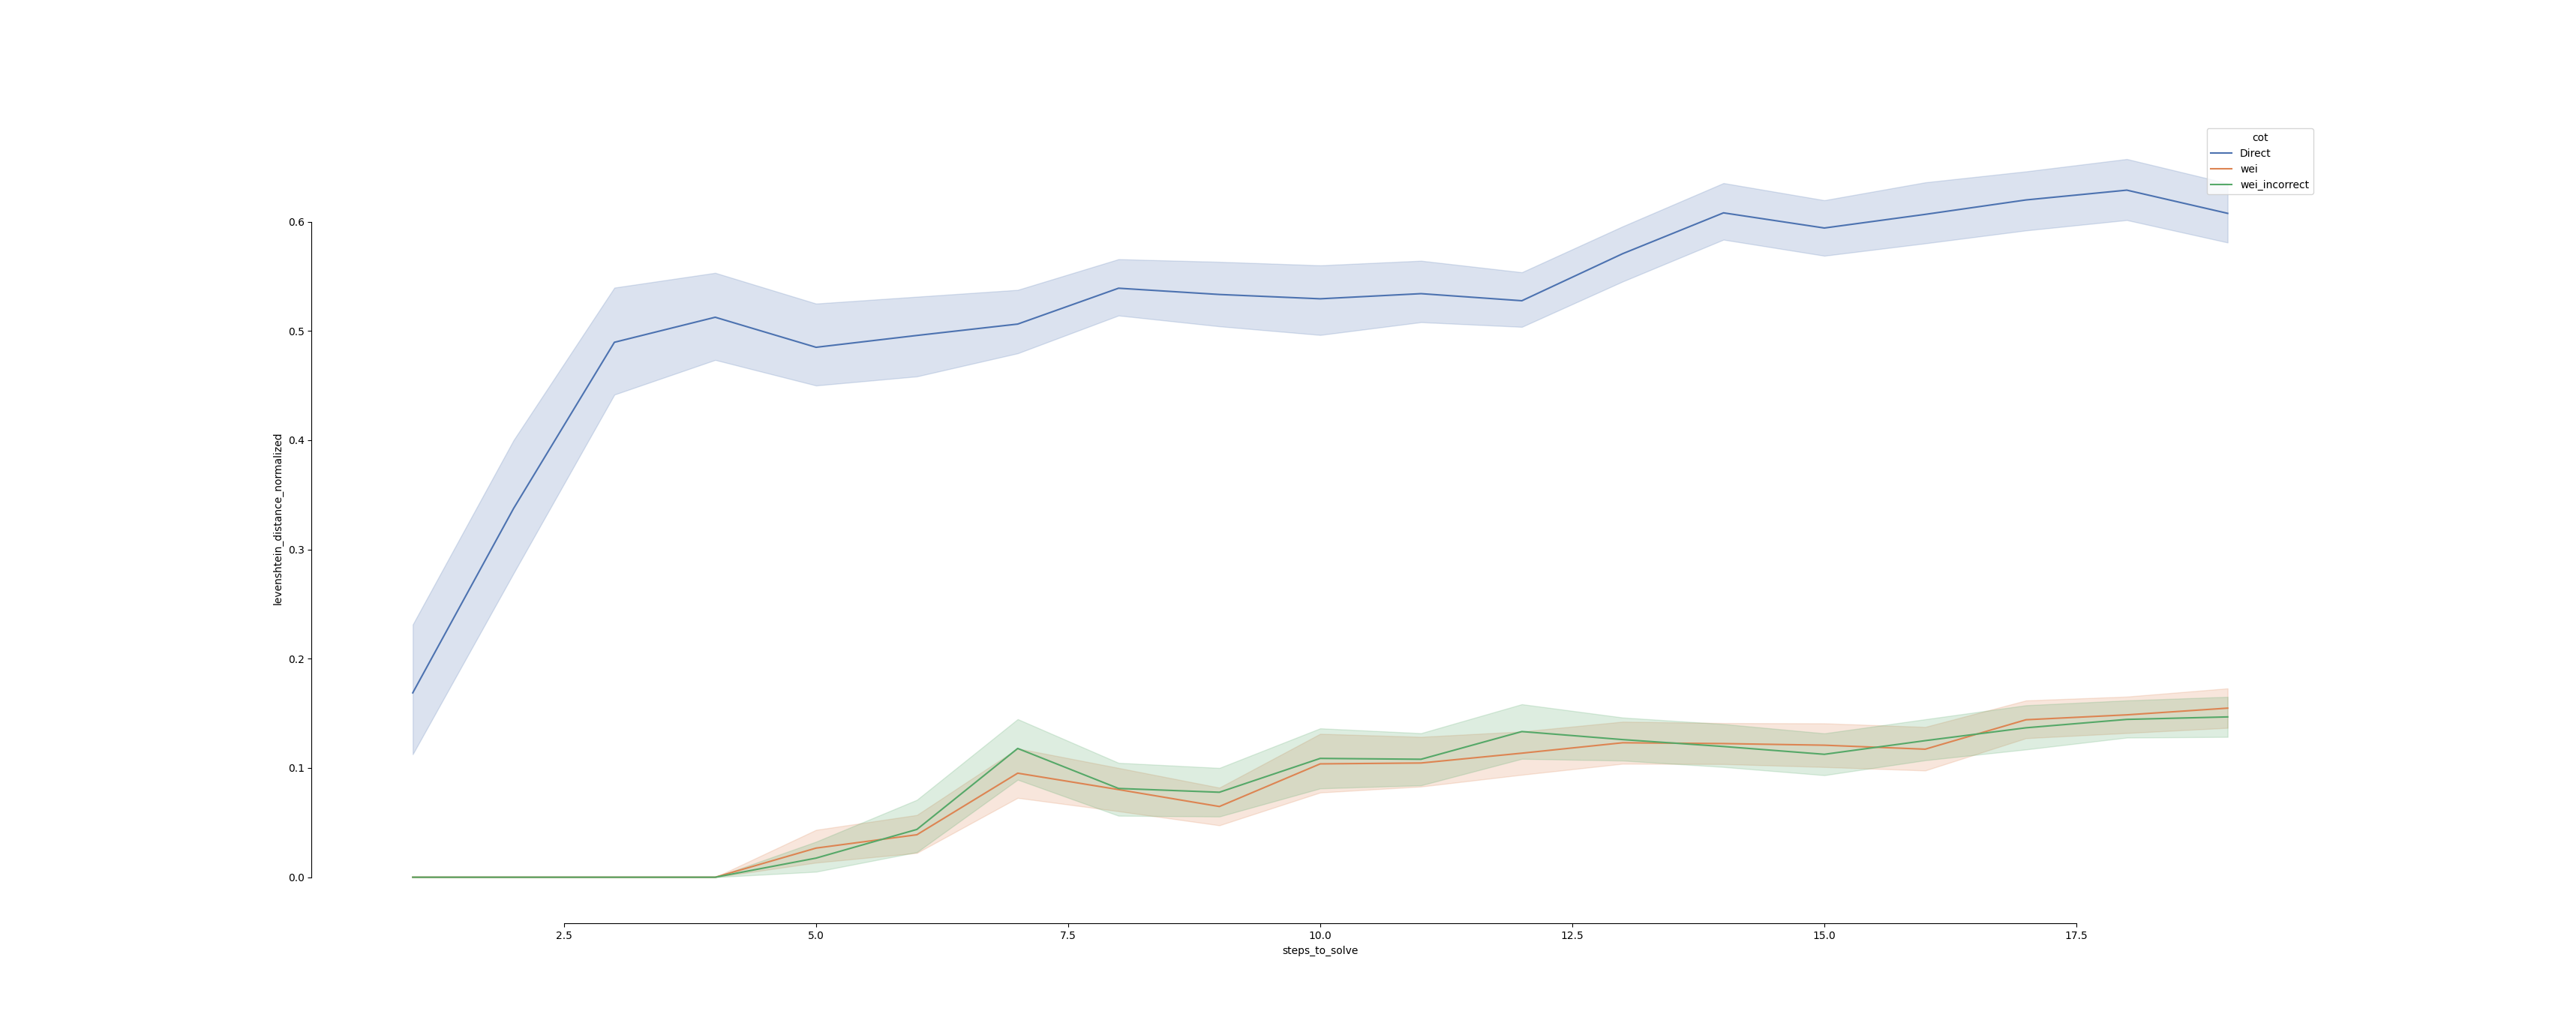 cot
Direct
wei
wei_incorrect
0.6
0.5
0.4
0.3
0.2
0.1
0.0
levenshtein_distance_normalized
2.5 5.0 7.5 10.0 12.5 15.0 17.5
steps_to_solve